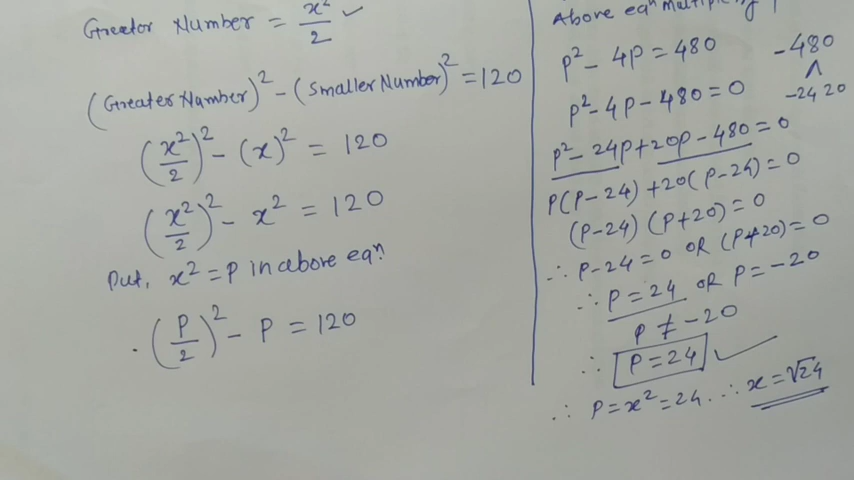 Greator Number = x²/2 ✓
(Greater Number)² - (Smaller Number)² = 120
(x²/2)² - (x)² = 120
(x²/2)² - x² = 120
Put, x² = P in above eqⁿ
(P/2)² - P = 120
Above eqⁿ
P² - 4P = 480
-480
P² - 4P - 480 = 0
-24 20
P² - 24P + 20P - 480 = 0
P(P-24) + 20(P-24) = 0
(P-24) (P+20) = 0
∴ P-24 = 0 OR (P+20) = 0
∴ P = 24 OR P = -20
P ≠ -20
∴ P = 24 ✓
∴ P = x² = 24 ∴ x = √24